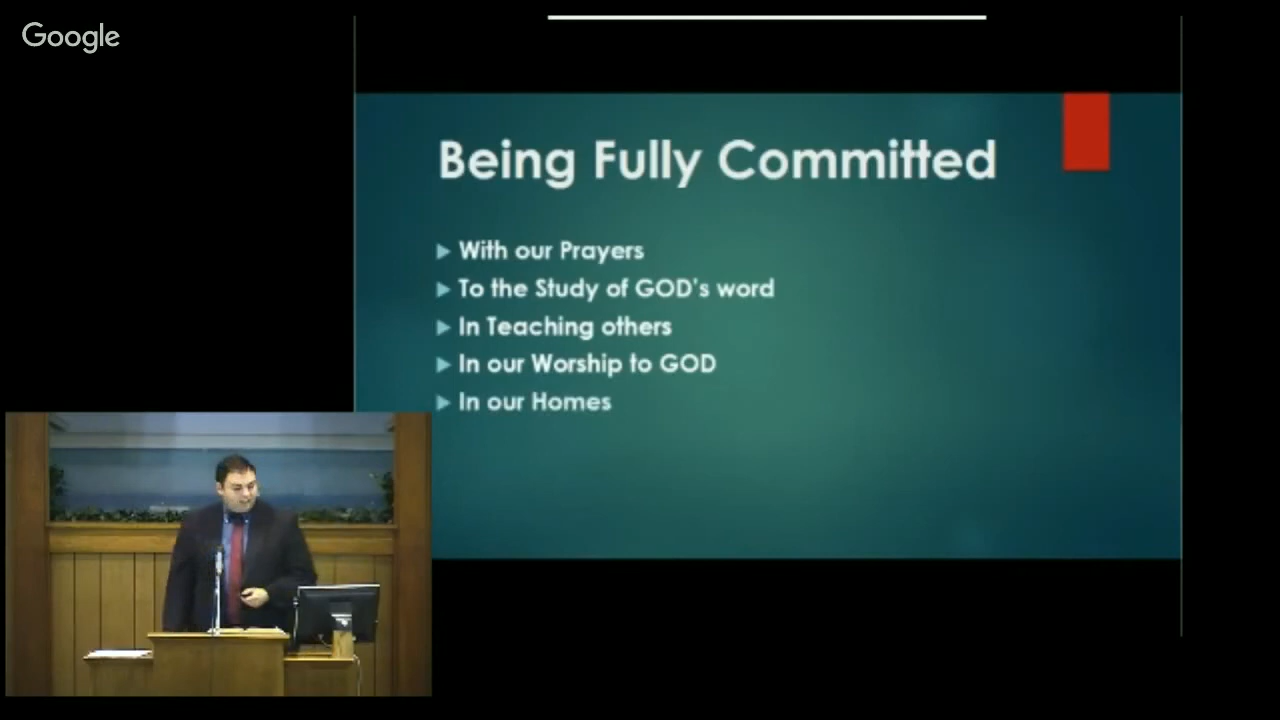 Google
Being Fully Committed
With our Prayers
To the Study of GOD's word
In Teaching others
In our Worship to GOD
In our Homes